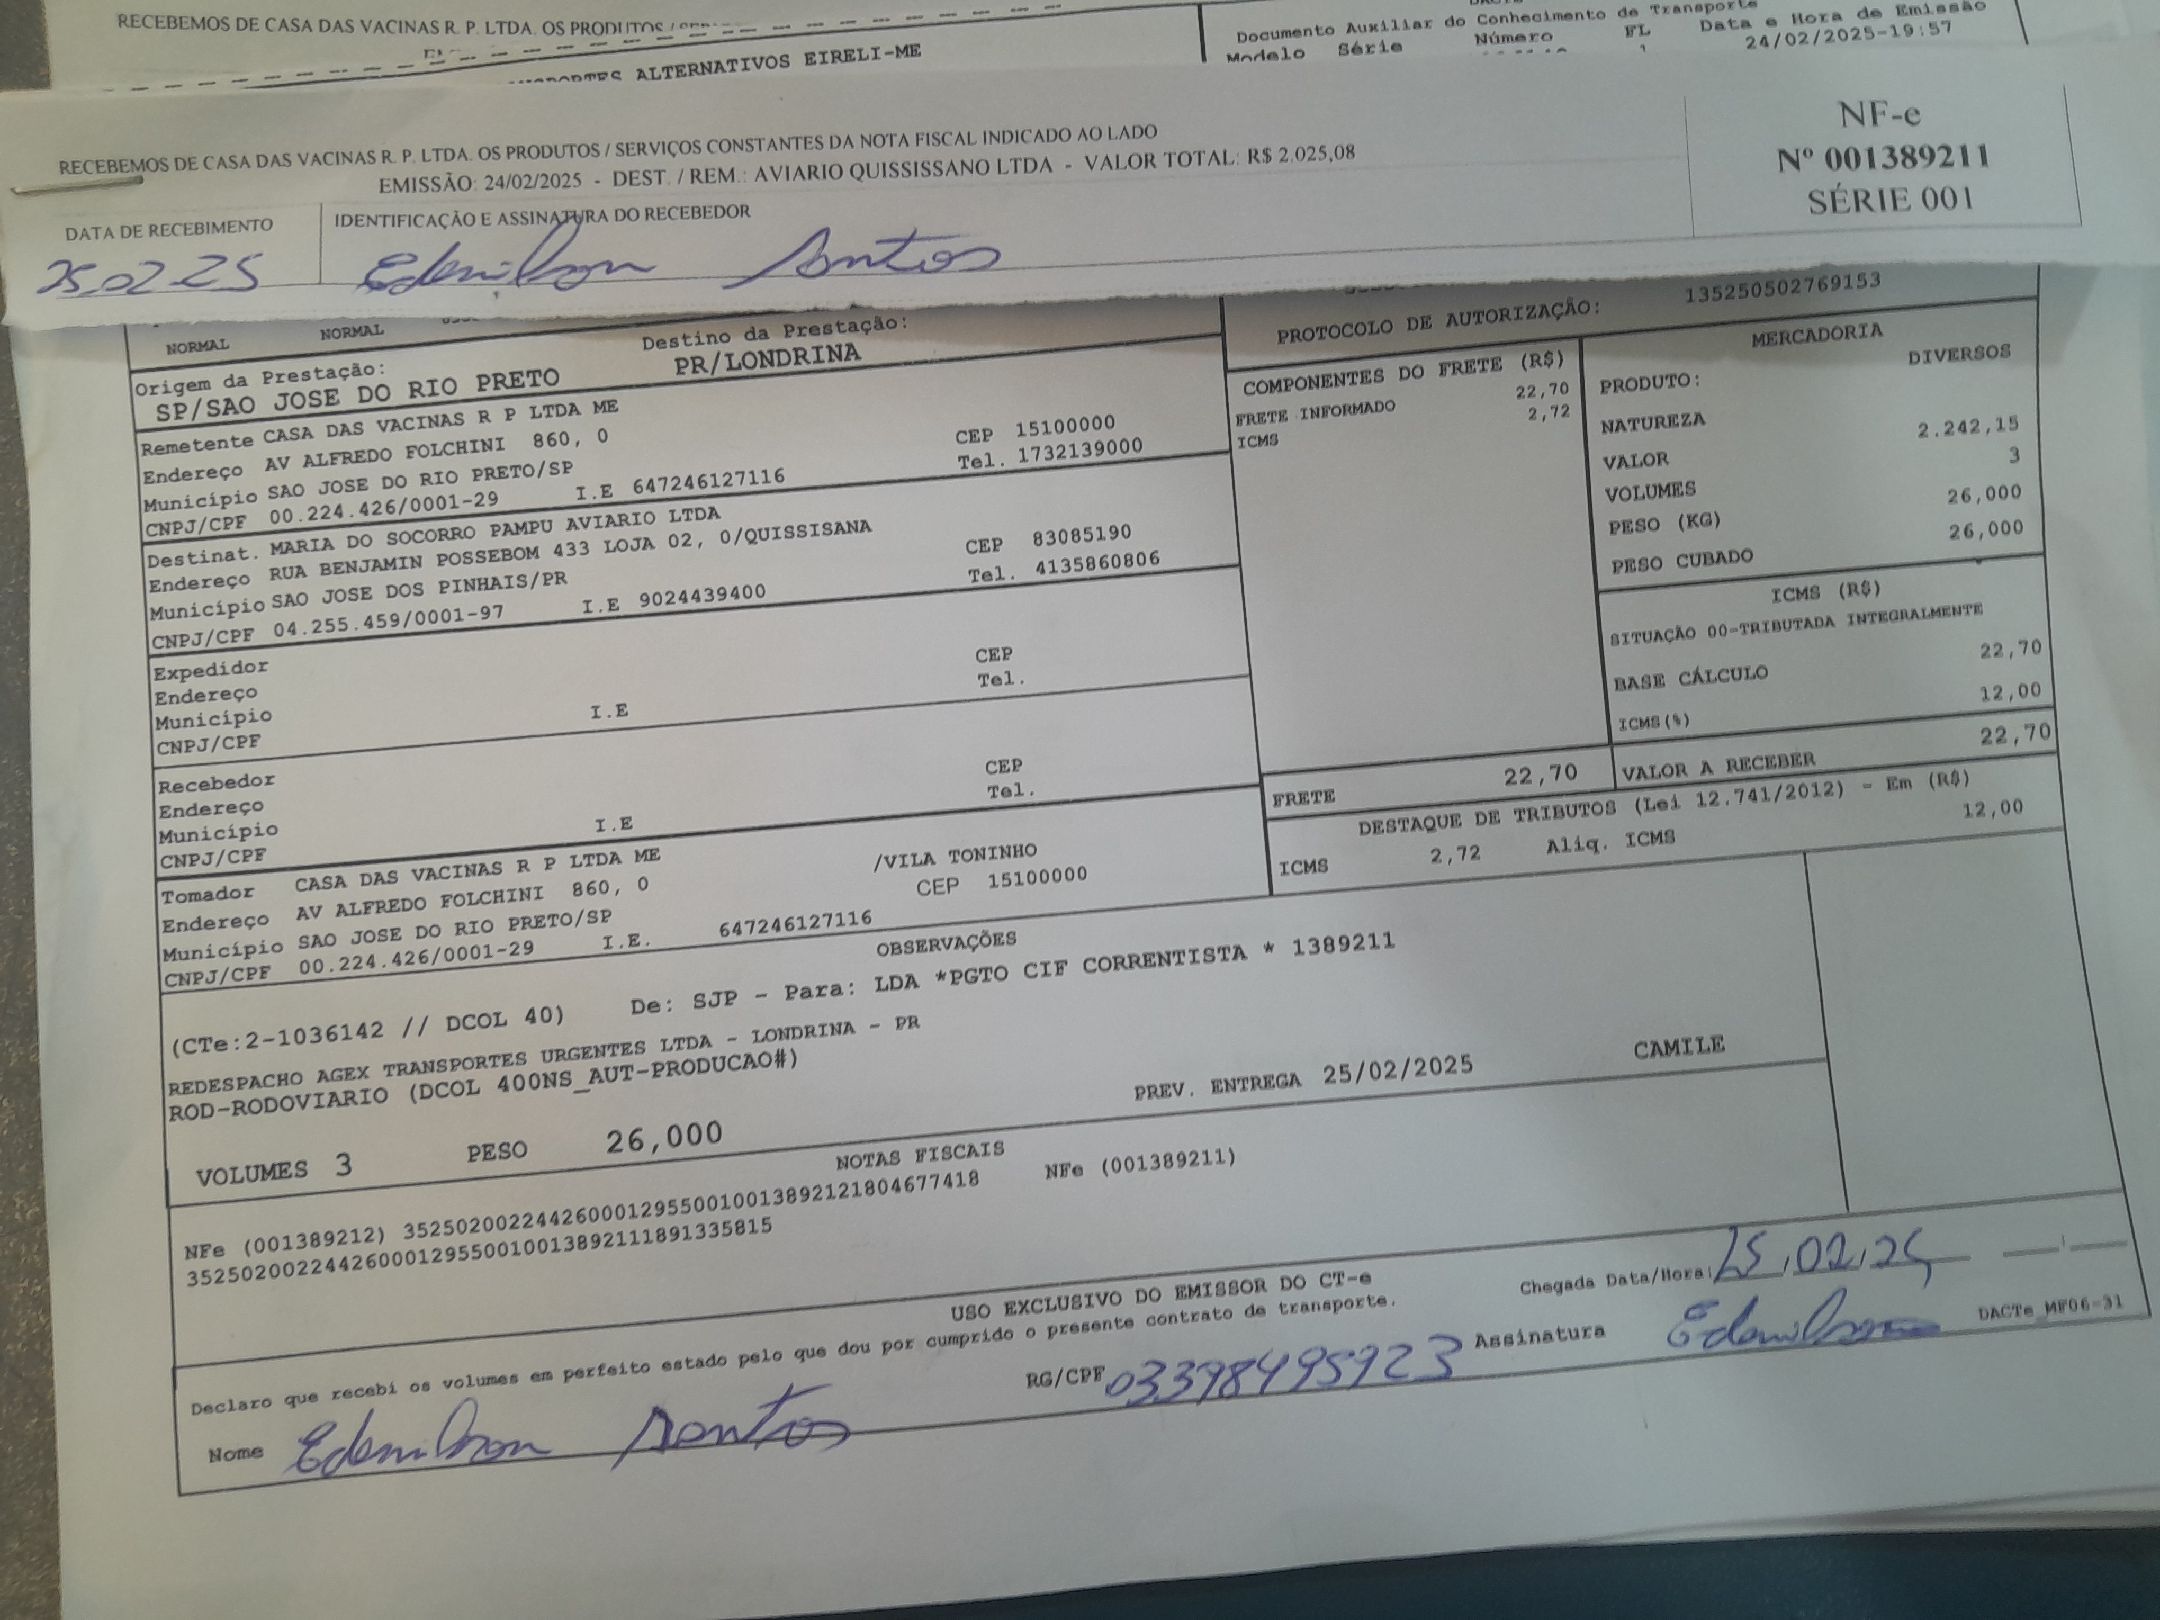 RECEBEMOS DE CASA DAS VACINAS R. P. LTDA. OS PRODUTOS
Documento Auxiliar do Conhecimento de Transporte
Modelo Série Número FL Data e Hora de Emissão
1 24/02/2025-19:57
ALTERNATIVOS EIRELI-ME
RECEBEMOS DE CASA DAS VACINAS R. P. LTDA. OS PRODUTOS / SERVIÇOS CONSTANTES DA NOTA FISCAL INDICADO AO LADO
EMISSÃO: 24/02/2025 - DEST. / REM.: AVIARIO QUISSISSANO LTDA - VALOR TOTAL: R$ 2.025,08
NF-e
Nº 001389211
SÉRIE 001
DATA DE RECEBIMENTO
25.02.25
IDENTIFICAÇÃO E ASSINATURA DO RECEBEDOR
Edenilson Santos
NORMAL NORMAL
PROTOCOLO DE AUTORIZAÇÃO: 135250502769153
Origem da Prestação: Destino da Prestação:
SP/SAO JOSE DO RIO PRETO PR/LONDRINA
Remetente CASA DAS VACINAS R P LTDA ME
Endereço AV ALFREDO FOLCHINI 860, 0 CEP 15100000
Município SAO JOSE DO RIO PRETO/SP Tel. 1732139000
CNPJ/CPF 00.224.426/0001-29 I.E 647246127116
Destinat. MARIA DO SOCORRO PAMPU AVIARIO LTDA
Endereço RUA BENJAMIN POSSEBOM 433 LOJA 02, 0/QUISSISANA CEP 83085190
Município SAO JOSE DOS PINHAIS/PR Tel. 4135860806
CNPJ/CPF 04.255.459/0001-97 I.E 9024439400
Expedidor
Endereço CEP
Município Tel.
CNPJ/CPF I.E
Recebedor
Endereço CEP
Município Tel.
CNPJ/CPF I.E
Tomador CASA DAS VACINAS R P LTDA ME
Endereço AV ALFREDO FOLCHINI 860, 0 /VILA TONINHO
Município SAO JOSE DO RIO PRETO/SP CEP 15100000
CNPJ/CPF 00.224.426/0001-29 I.E. 647246127116
COMPONENTES DO FRETE (R$)
FRETE INFORMADO 22,70
ICMS 2,72
MERCADORIA
PRODUTO: DIVERSOS
NATUREZA
VALOR 2.242,15
VOLUMES 3
PESO (KG) 26,000
PESO CUBADO 26,000
ICMS (R$)
SITUAÇÃO 00-TRIBUTADA INTEGRALMENTE
BASE CÁLCULO 22,70
ICMS(%) 12,00
FRETE 22,70 VALOR A RECEBER 22,70
DESTAQUE DE TRIBUTOS (Lei 12.741/2012) - Em (R$)
ICMS 2,72 Aliq. ICMS 12,00
OBSERVAÇÕES
(CTe:2-1036142 // DCOL 40) De: SJP - Para: LDA *PGTO CIF CORRENTISTA * 1389211
REDESPACHO AGEX TRANSPORTES URGENTES LTDA - LONDRINA - PR
ROD-RODOVIARIO (DCOL 400NS_AUT-PRODUCAO#)
PREV. ENTREGA 25/02/2025 CAMILE
VOLUMES 3 PESO 26,000
NOTAS FISCAIS
NFe (001389212) 35250200224426000129550010013892121804677418 NFe (001389211)
35250200224426000129550010013892111891335815
USO EXCLUSIVO DO EMISSOR DO CT-e
Declaro que recebi os volumes em perfeito estado pelo que dou por cumprido o presente contrato de transporte.
Chegada Data/Hora: 25,02,25
Nome Edenilson Santos RG/CPF 03398495923 Assinatura Edenilson
DACTe_MF06-31